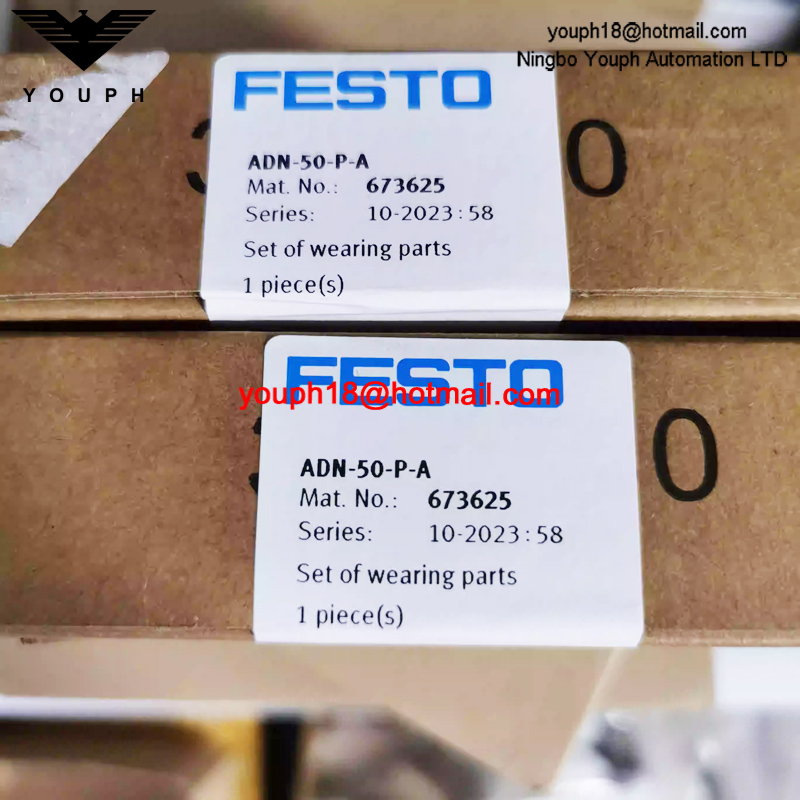 YOUPH
youph18@hotmail.com
Ningbo Youph Automation LTD
FESTO
0
ADN-50-P-A
Mat. No.: 673625
Series: 10-2023:58
Set of wearing parts
1 piece(s)
FESTO
youph18@hotmail.com
0
ADN-50-P-A
Mat. No.: 673625
Series: 10-2023:58
Set of wearing parts
1 piece(s)